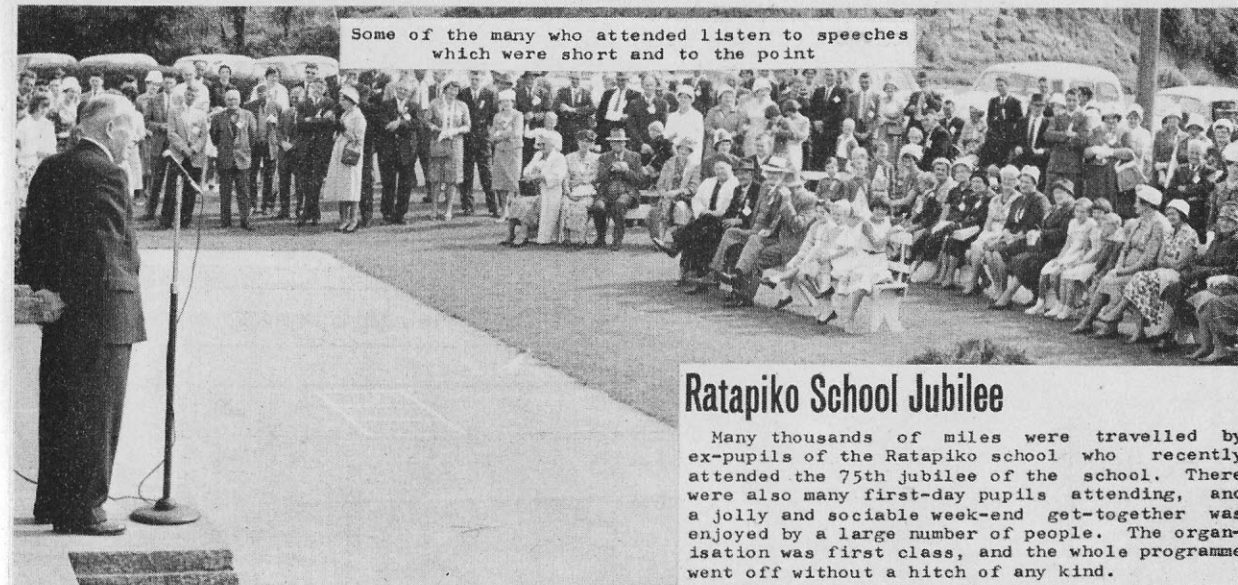 Some of the many who attended listen to speeches
which were short and to the point
Ratapiko School Jubilee
Many thousands of miles were travelled by
ex-pupils of the Ratapiko school who recently
attended the 75th jubilee of the school. There
were also many first-day pupils attending, and
a jolly and sociable week-end get-together was
enjoyed by a large number of people. The organ-
isation was first class, and the whole programme
went off without a hitch of any kind.